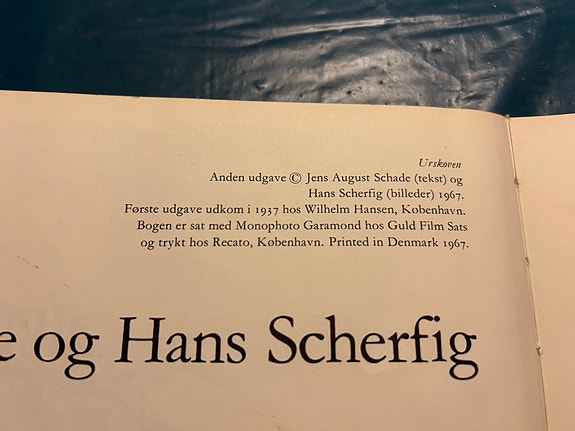 Urskoven
Anden udgave © Jens August Schade (tekst) og
Hans Scherfig (billeder) 1967.
Første udgave udkom i 1937 hos Wilhelm Hansen, København.
Bogen er sat med Monophoto Garamond hos Guld Film Sats
og trykt hos Recato, København. Printed in Denmark 1967.
e og Hans Scherfig